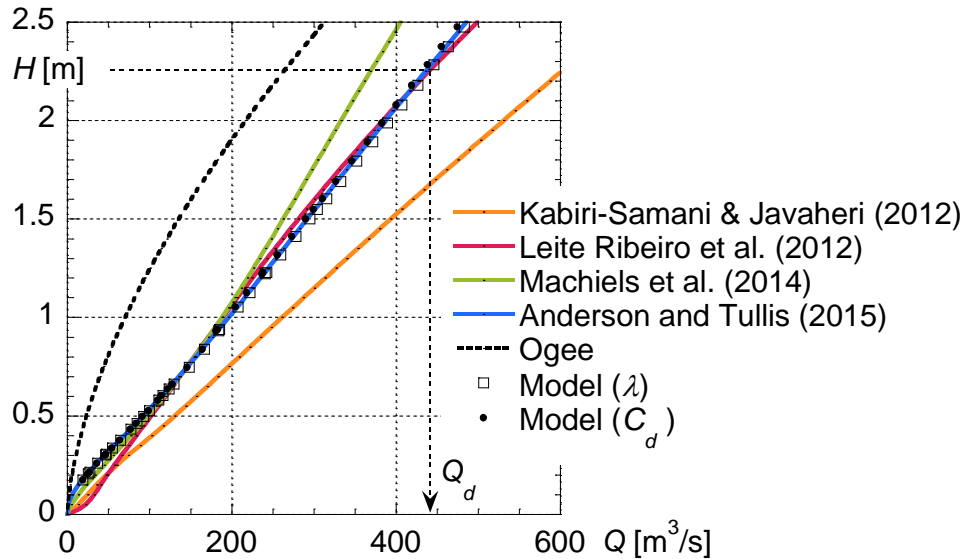 2.5
H [m]
2
1.5
1
0.5
0
Kabiri-Samani & Javaheri (2012)
Leite Ribeiro et al. (2012)
Machiels et al. (2014)
Anderson and Tullis (2015)
Ogee
Model (λ)
Model (C_d)
Q_d
0 200 400 600
Q [m³/s]